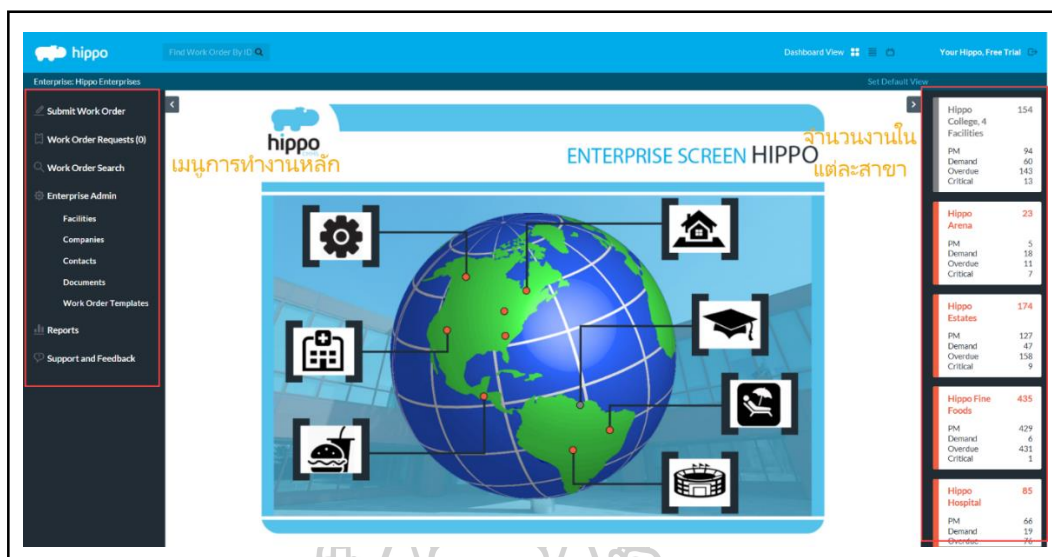 hippo
Find Work Order By ID
Dashboard View
Your Hippo, Free Trial
Enterprise: Hippo Enterprises
Set Default View
Submit Work Order
Work Order Requests (0)
Work Order Search
Enterprise Admin
Facilities
Companies
Contacts
Documents
Work Order Templates
Reports
Support and Feedback
เมนูการทำงานหลัก
hippo
ENTERPRISE SCREEN HIPPO
จำนวนงานใน
แต่ละสาขา
Hippo 154
College, 4
Facilities
PM 94
Demand 60
Overdue 143
Critical 13
Hippo 23
Arena
PM 5
Demand 18
Overdue 11
Critical 7
Hippo 174
Estates
PM 127
Demand 47
Overdue 158
Critical 9
Hippo Fine 435
Foods
PM 429
Demand 6
Overdue 431
Critical 1
Hippo 85
Hospital
PM 66
Demand 19
Overdue 76